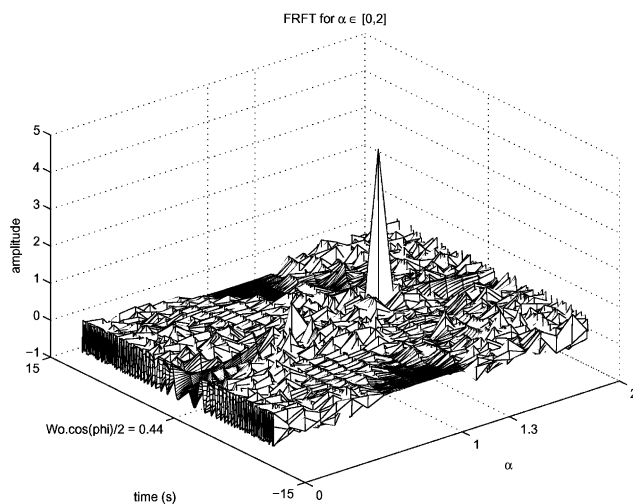 FRFT for α ∈ [0,2]
5
4
3
2
1
0
−1
amplitude
15
Wo.cos(phi)/2 = 0.44
−15
time (s)
0
1
1.3
2
α